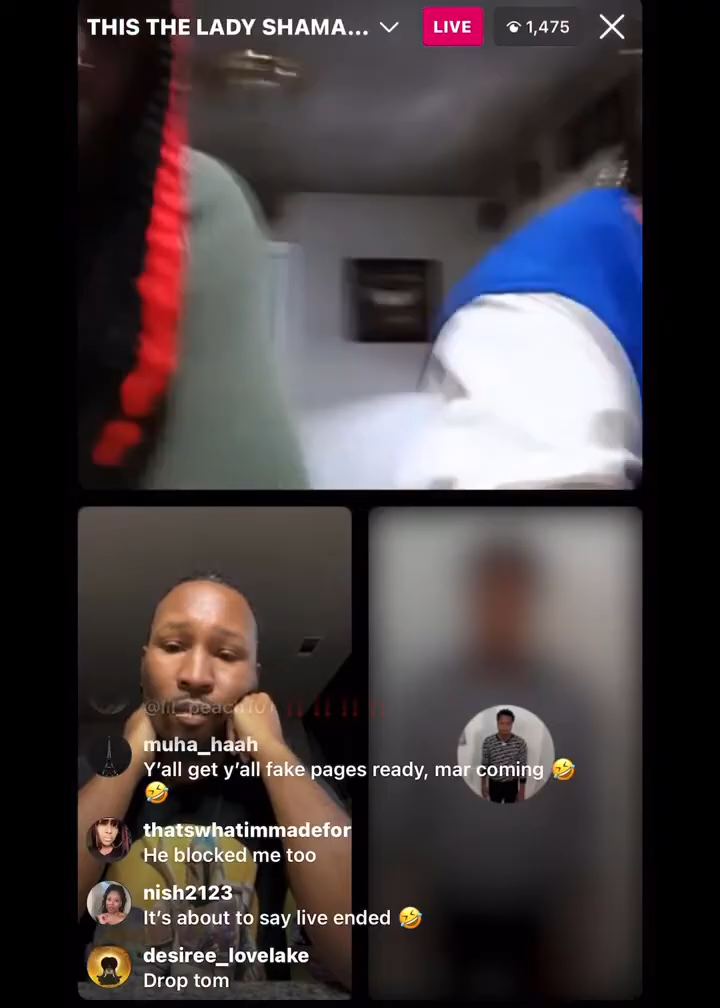 THIS THE LADY SHAMA...
LIVE
1,475
@lil_peach101 ‼️‼️‼️
muha_haah
Y'all get y'all fake pages ready, mar coming 🤣
🤣
thatswhatimmadefor
He blocked me too
nish2123
It's about to say live ended 🤣
desiree_lovelake
Drop tom